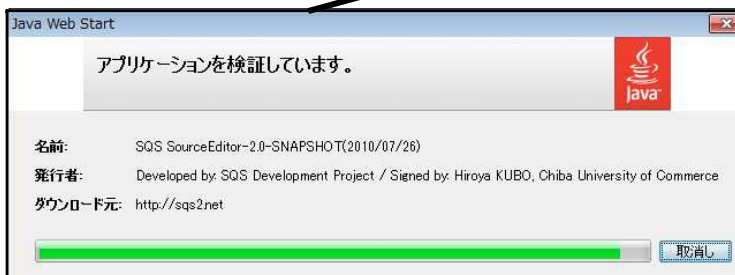 Java Web Start
アプリケーションを検証しています。
Java
名前: SQS SourceEditor-2.0-SNAPSHOT(2010/07/26)
発行者: Developed by: SQS Development Project / Signed by: Hiroya KUBO, Chiba University of Commerce
ダウンロード元: http://sqs2.net
取消し